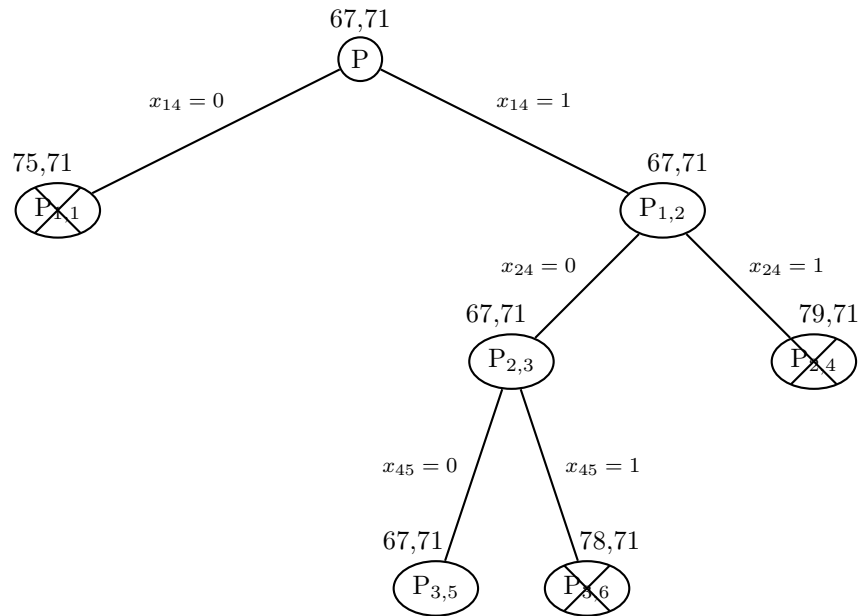 67,71
P
x₁₄ = 0
x₁₄ = 1
75,71
P₁,₁
67,71
P₁,₂
x₂₄ = 0
x₂₄ = 1
67,71
P₂,₃
79,71
P₂,₄
x₄₅ = 0
x₄₅ = 1
67,71
P₃,₅
78,71
P₃,₆